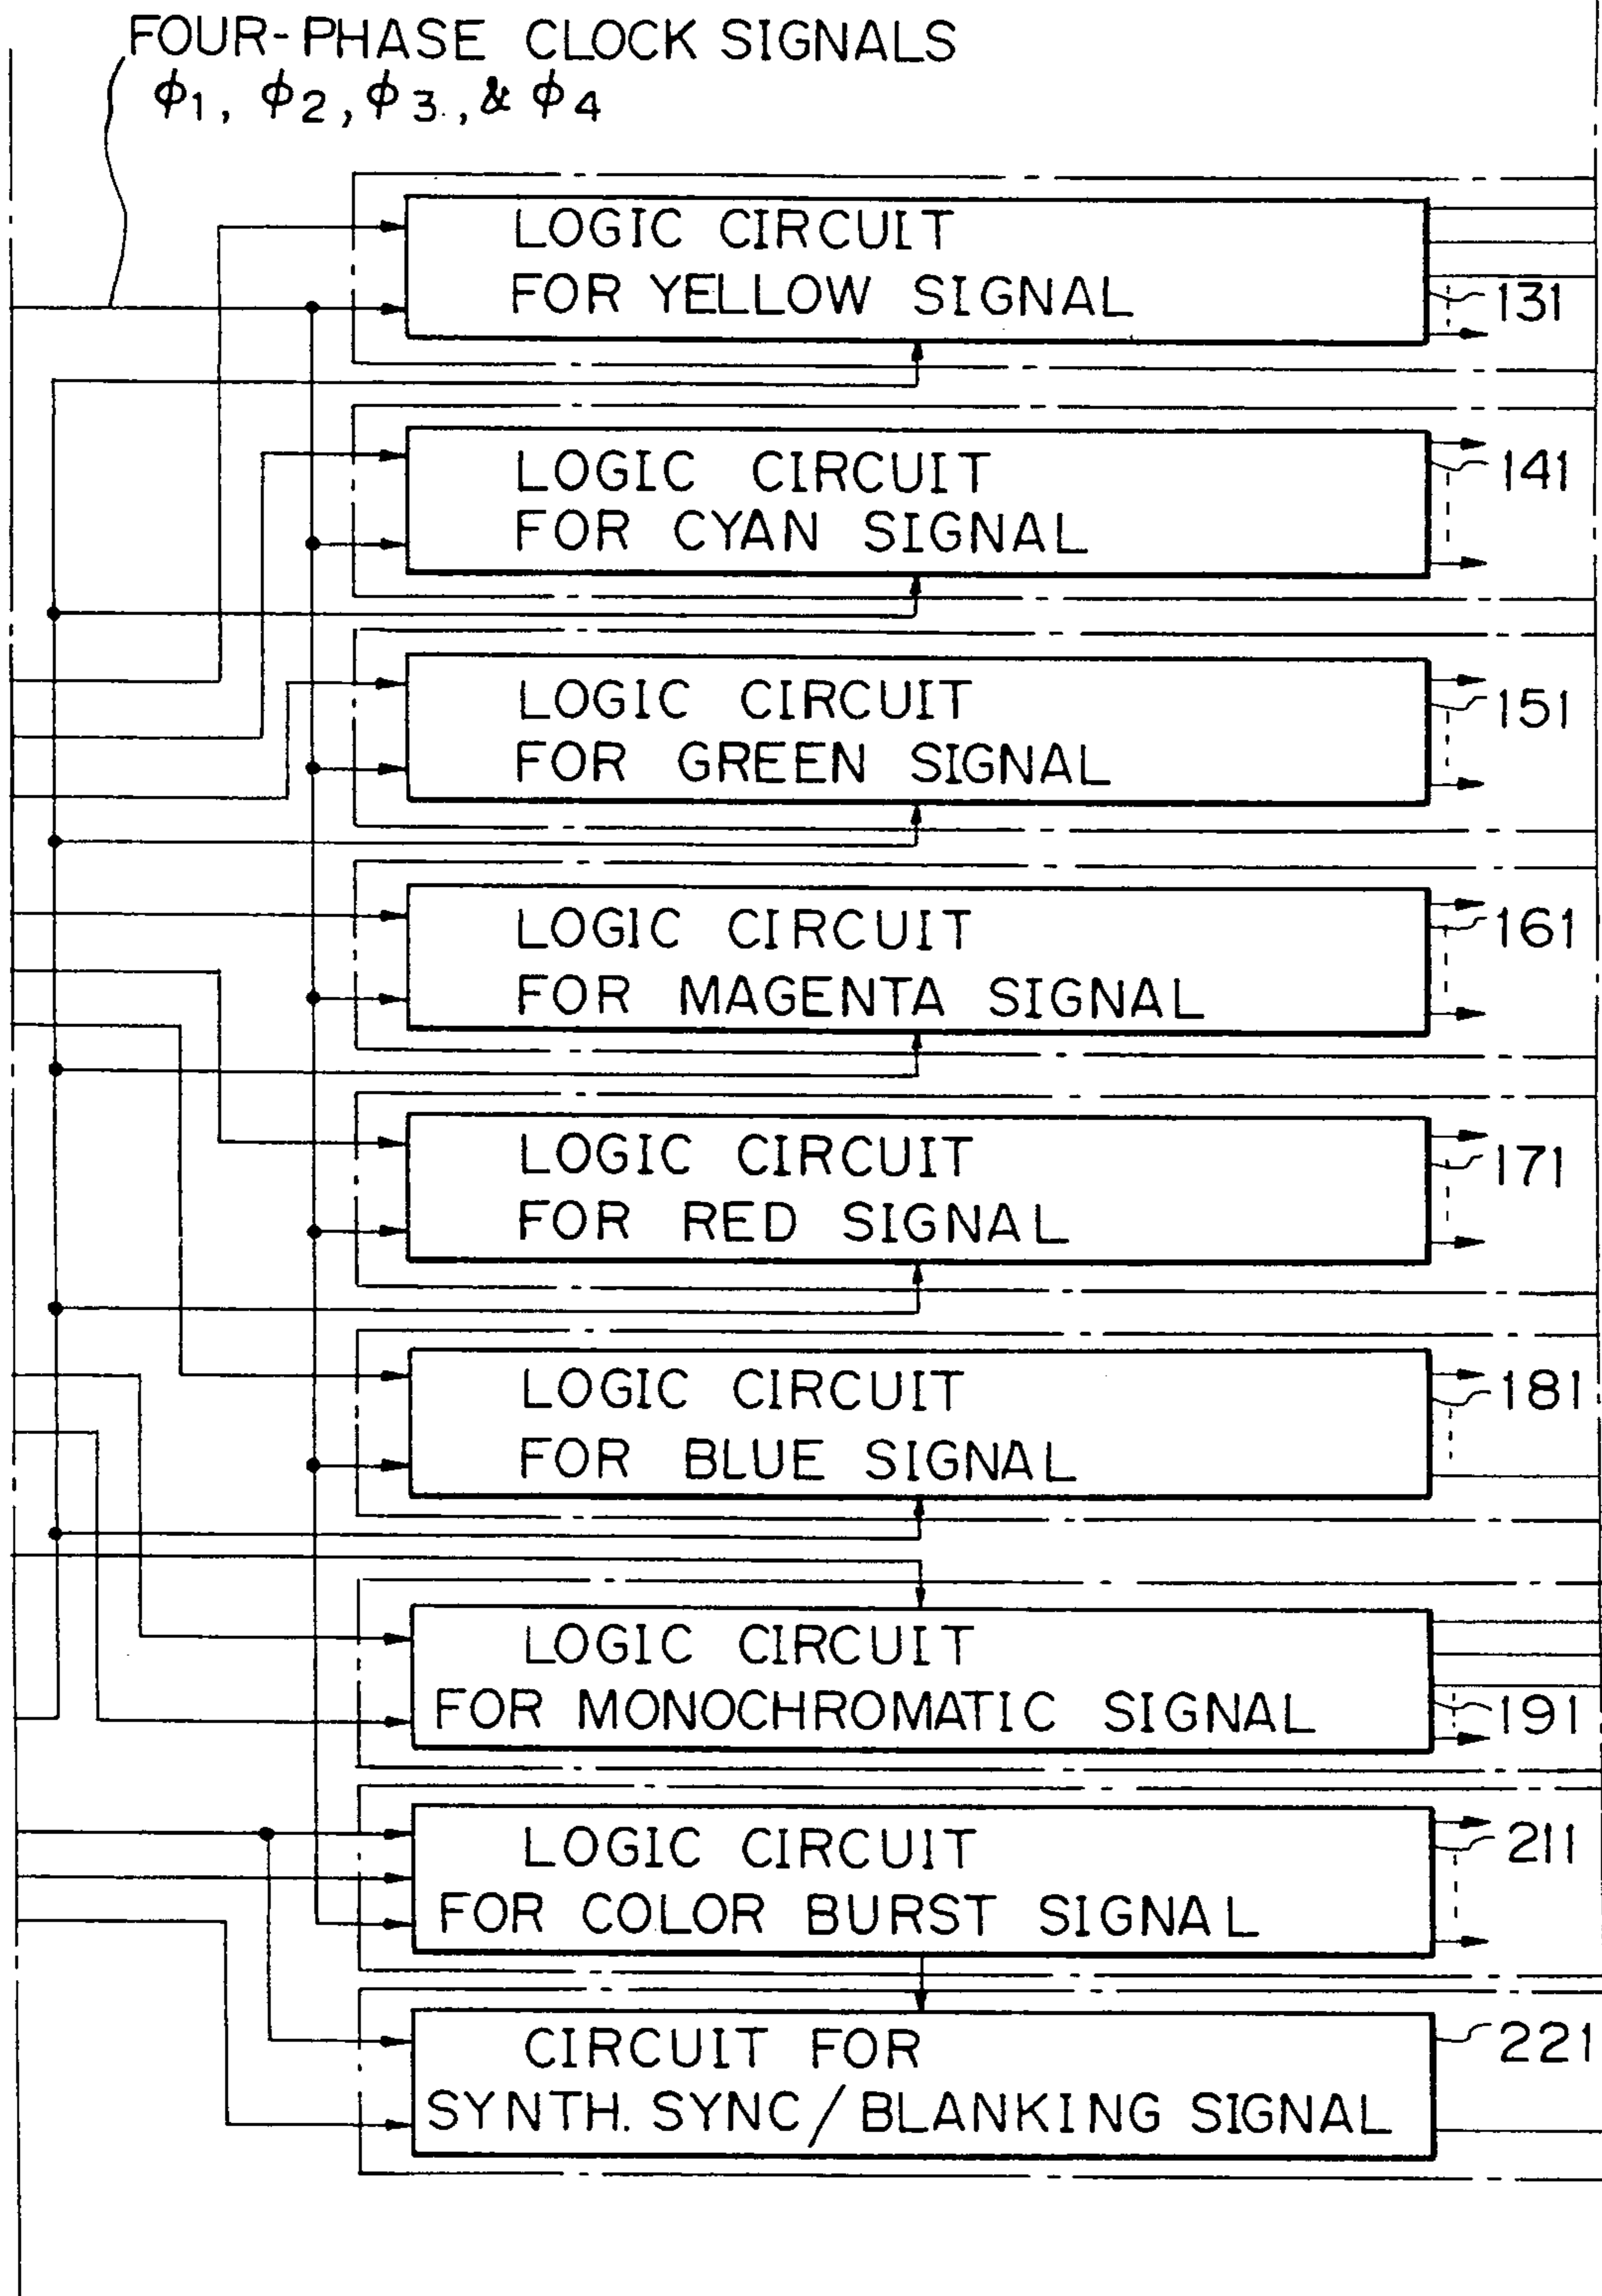 FOUR-PHASE CLOCK SIGNALS
ϕ1, ϕ2, ϕ3., & ϕ4
LOGIC CIRCUIT
FOR YELLOW SIGNAL
131
LOGIC CIRCUIT
FOR CYAN SIGNAL
141
LOGIC CIRCUIT
FOR GREEN SIGNAL
151
LOGIC CIRCUIT
FOR MAGENTA SIGNAL
161
LOGIC CIRCUIT
FOR RED SIGNAL
171
LOGIC CIRCUIT
FOR BLUE SIGNAL
181
LOGIC CIRCUIT
FOR MONOCHROMATIC SIGNAL
191
LOGIC CIRCUIT
FOR COLOR BURST SIGNAL
211
CIRCUIT FOR
SYNTH. SYNC/BLANKING SIGNAL
221